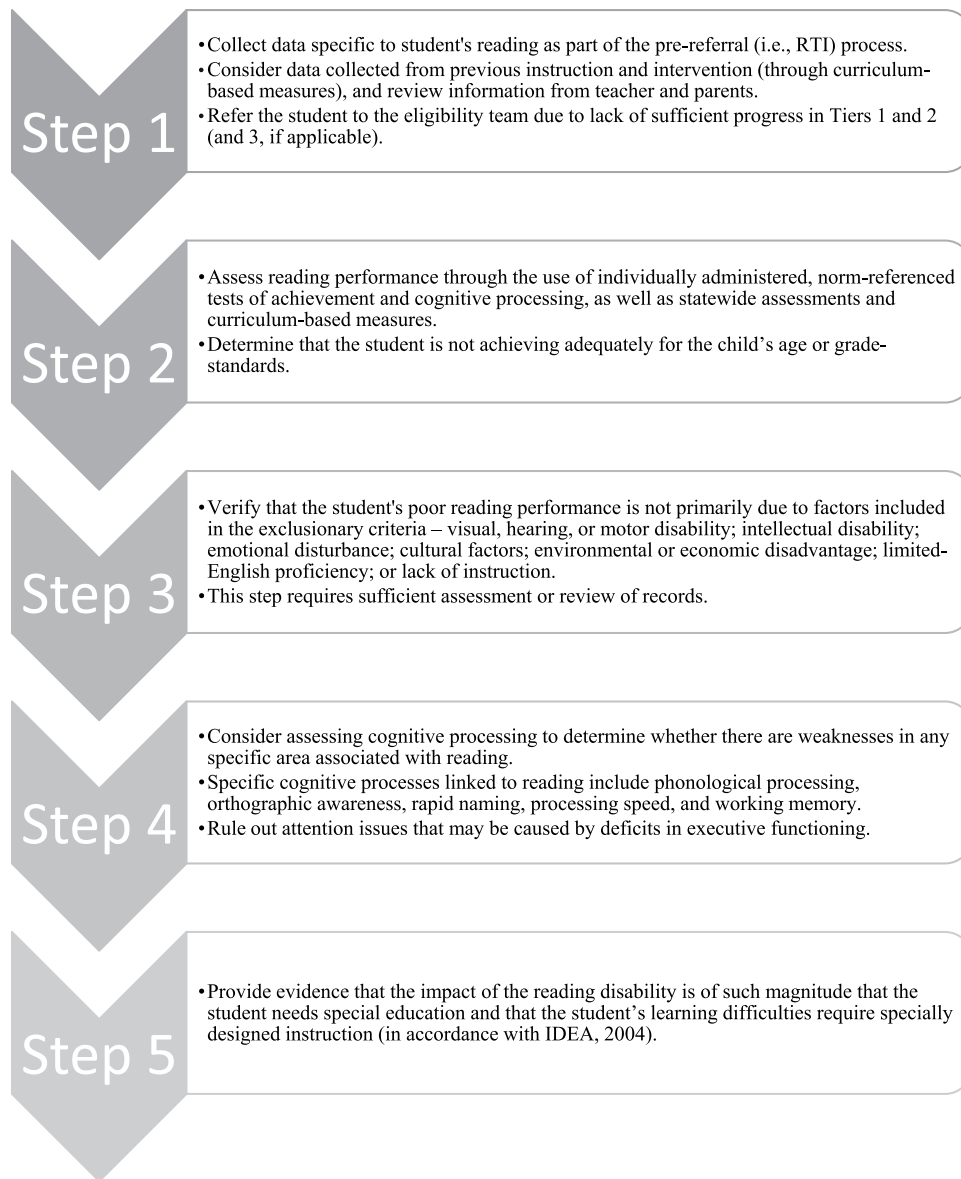 Step 1
•Collect data specific to student's reading as part of the pre-referral (i.e., RTI) process.
•Consider data collected from previous instruction and intervention (through curriculum-
based measures), and review information from teacher and parents.
•Refer the student to the eligibility team due to lack of sufficient progress in Tiers 1 and 2
(and 3, if applicable).
Step 2
•Assess reading performance through the use of individually administered, norm-referenced
tests of achievement and cognitive processing, as well as statewide assessments and
curriculum-based measures.
•Determine that the student is not achieving adequately for the child’s age or grade-
standards.
Step 3
•Verify that the student's poor reading performance is not primarily due to factors included
in the exclusionary criteria – visual, hearing, or motor disability; intellectual disability;
emotional disturbance; cultural factors; environmental or economic disadvantage; limited-
English proficiency; or lack of instruction.
•This step requires sufficient assessment or review of records.
Step 4
•Consider assessing cognitive processing to determine whether there are weaknesses in any
specific area associated with reading.
•Specific cognitive processes linked to reading include phonological processing,
orthographic awareness, rapid naming, processing speed, and working memory.
•Rule out attention issues that may be caused by deficits in executive functioning.
Step 5
•Provide evidence that the impact of the reading disability is of such magnitude that the
student needs special education and that the student’s learning difficulties require specially
designed instruction (in accordance with IDEA, 2004).